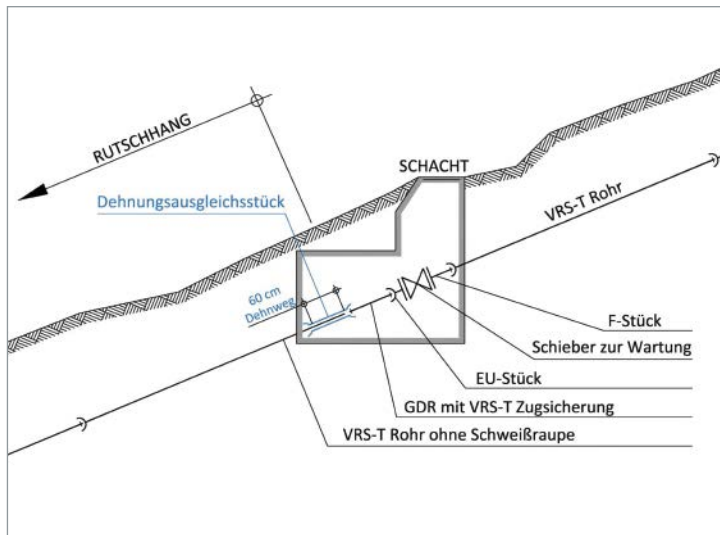 RUTSCHHANG
SCHACHT
Dehnungsausgleichsstück
VRS-T Rohr
60 cm
Dehnweg
F-Stück
Schieber zur Wartung
EU-Stück
GDR mit VRS-T Zugsicherung
VRS-T Rohr ohne Schweißraupe